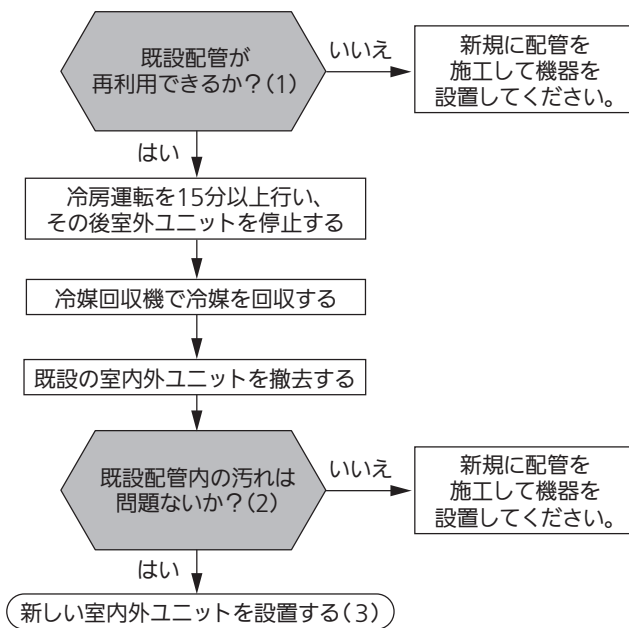 既設配管が
再利用できるか？(1)
いいえ
新規に配管を
施工して機器を
設置してください。
はい
冷房運転を15分以上行い、
その後室外ユニットを停止する
冷媒回収機で冷媒を回収する
既設の室内外ユニットを撤去する
既設配管内の汚れは
問題ないか？(2)
いいえ
新規に配管を
施工して機器を
設置してください。
はい
新しい室内外ユニットを設置する(3)